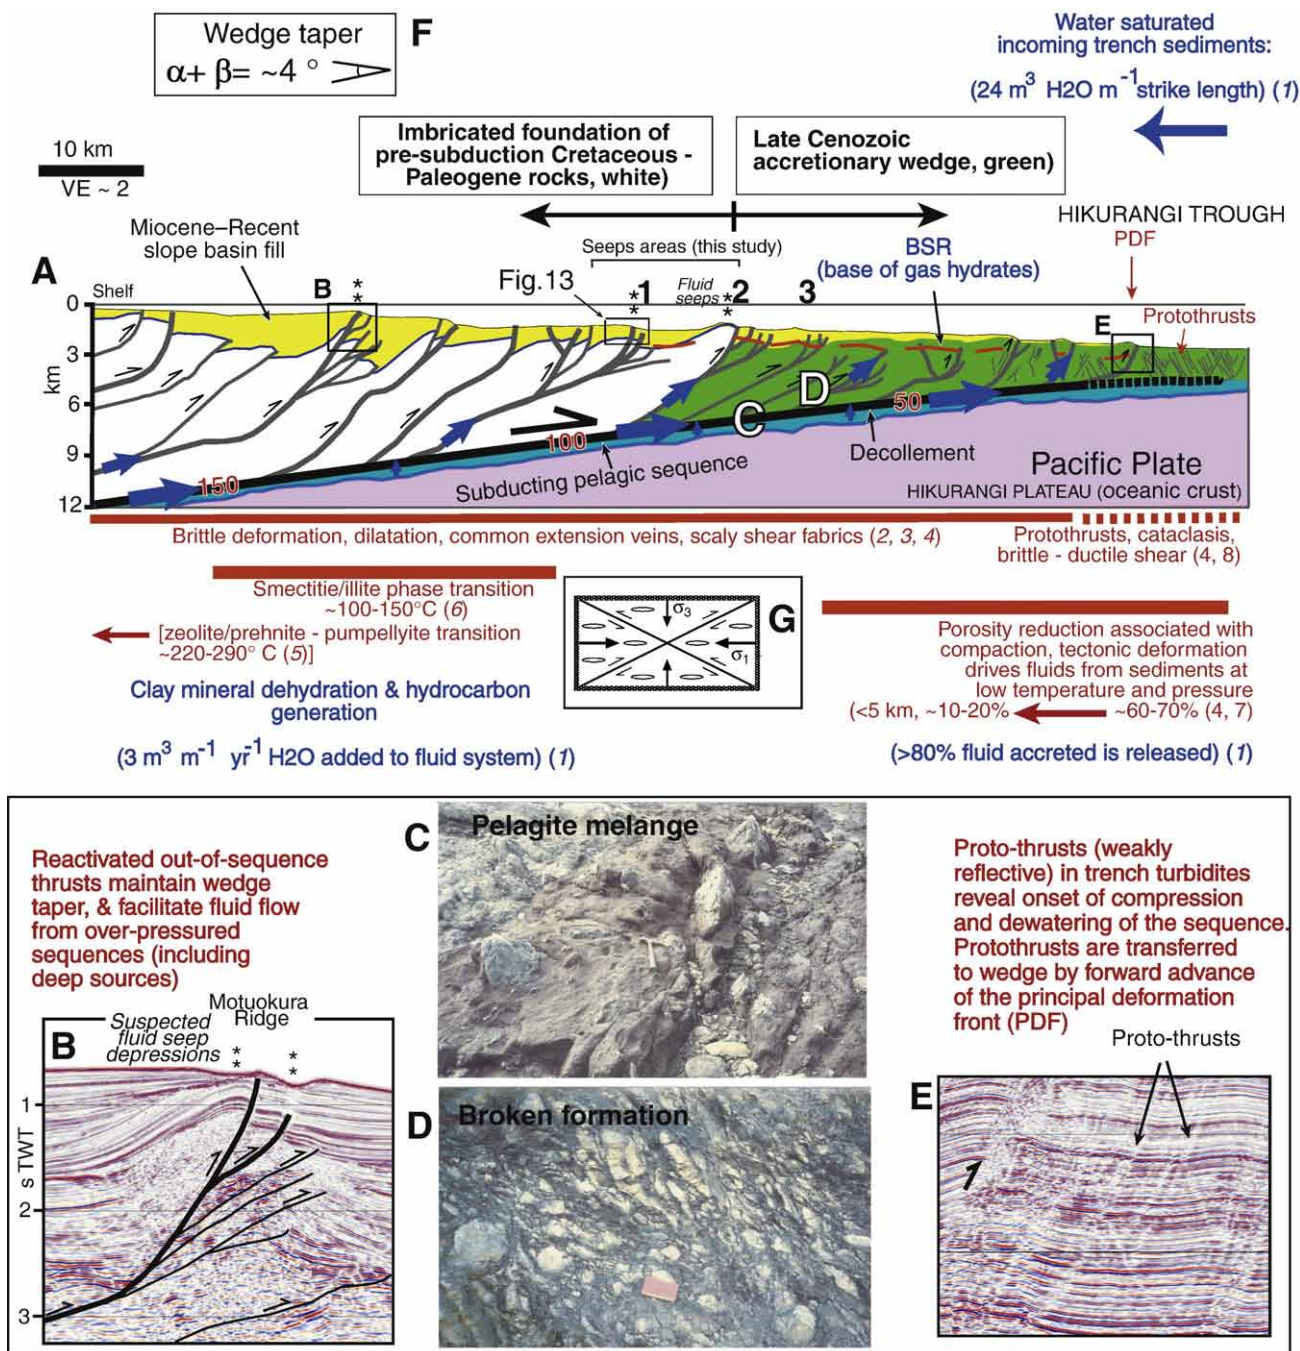 Wedge taper
α+ β= ~4 °
F
Water saturated
incoming trench sediments:
(24 m3 H2O m-1 strike length) (1)
10 km
VE ~ 2
Imbricated foundation of
pre-subduction Cretaceous -
Paleogene rocks, white)
Late Cenozoic
accretionary wedge, green)
Miocene–Recent
slope basin fill
Seeps areas (this study)
HIKURANGI TROUGH
PDF
BSR
(base of gas hydrates)
A
Shelf
B
**
Fig.13
**
1
Fluid
seeps
**
2
3
E
Protothrusts
0
3
6
9
12
km
D
C
50
100
150
Decollement
Subducting pelagic sequence
Pacific Plate
HIKURANGI PLATEAU (oceanic crust)
Brittle deformation, dilatation, common extension veins, scaly shear fabrics (2, 3, 4)
Protothrusts, cataclasis,
brittle - ductile shear (4, 8)
Smectitie/illite phase transition
~100-150°C (6)
[zeolite/prehnite - pumpellyite transition
~220-290° C (5)]
Clay mineral dehydration & hydrocarbon
generation
(3 m3 m-1 yr-1 H2O added to fluid system) (1)
σ3
σ1
G
Porosity reduction associated with
compaction, tectonic deformation
drives fluids from sediments at
low temperature and pressure
(<5 km, ~10-20% ~60-70% (4, 7)
(>80% fluid accreted is released) (1)
Reactivated out-of-sequence
thrusts maintain wedge
taper, & facilitate fluid flow
from over-pressured
sequences (including
deep sources)
Motuokura
Ridge
B
Suspected
fluid seep
depressions
**
**
1
2
3
s TWT
C
Pelagite melange
D
Broken formation
Proto-thrusts (weakly
reflective) in trench turbidites
reveal onset of compression
and dewatering of the sequence.
Protothrusts are transferred
to wedge by forward advance
of the principal deformation
front (PDF)
Proto-thrusts
E